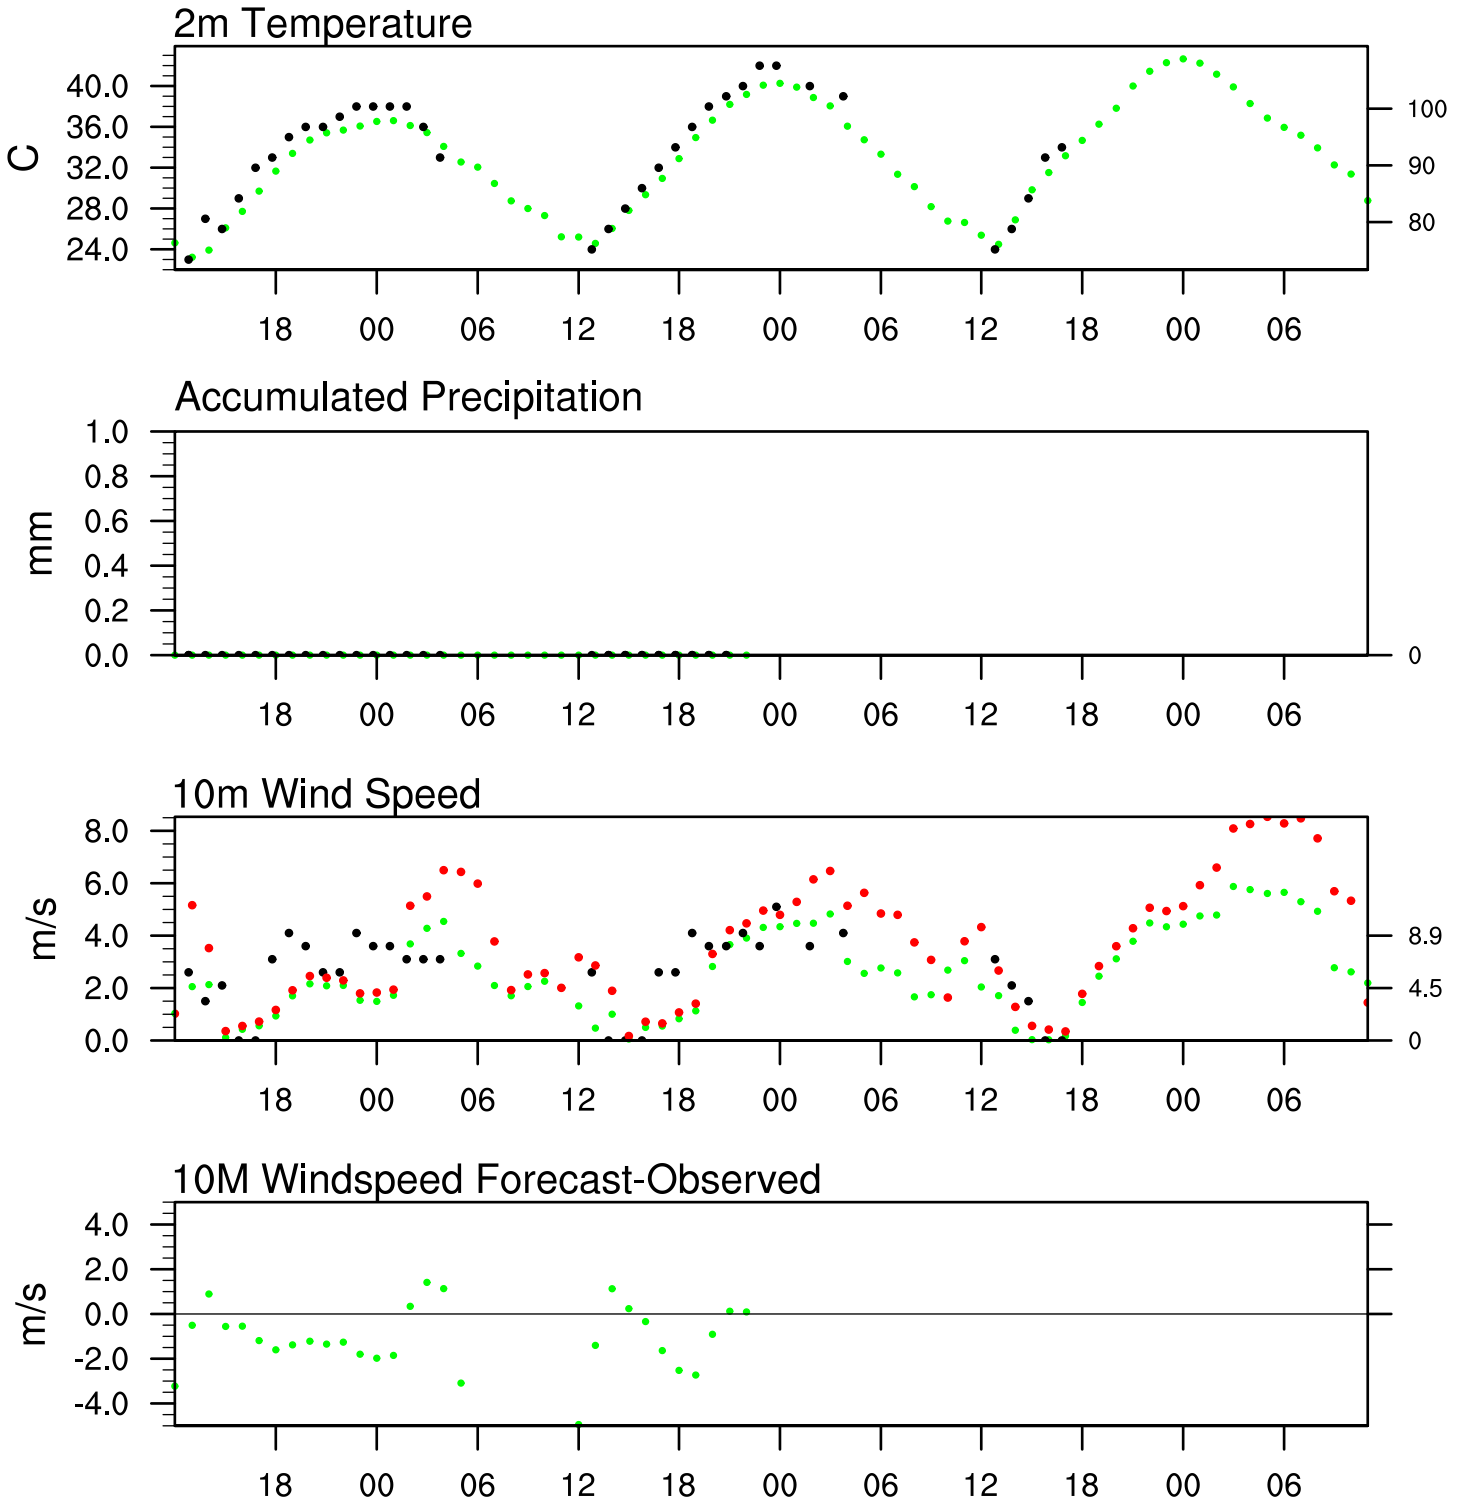 2m Temperature
C
40.0
36.0
32.0
28.0
24.0
100
90
80
18 00 06 12 18 00 06 12 18 00 06
Accumulated Precipitation
mm
1.0
0.8
0.6
0.4
0.2
0.0
0
18 00 06 12 18 00 06 12 18 00 06
10m Wind Speed
m/s
8.0
6.0
4.0
2.0
0.0
8.9
4.5
0
18 00 06 12 18 00 06 12 18 00 06
10M Windspeed Forecast-Observed
m/s
4.0
2.0
0.0
-2.0
-4.0
18 00 06 12 18 00 06 12 18 00 06